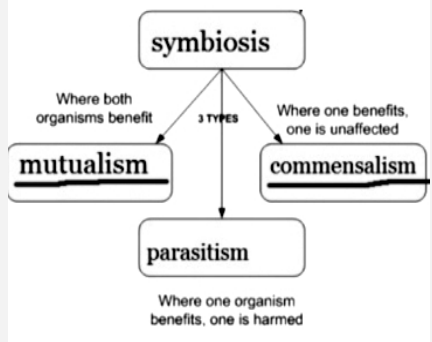 symbiosis
Where both
organisms benefit
3 TYPES
Where one benefits,
one is unaffected
mutualism
commensalism
parasitism
Where one organism
benefits, one is harmed